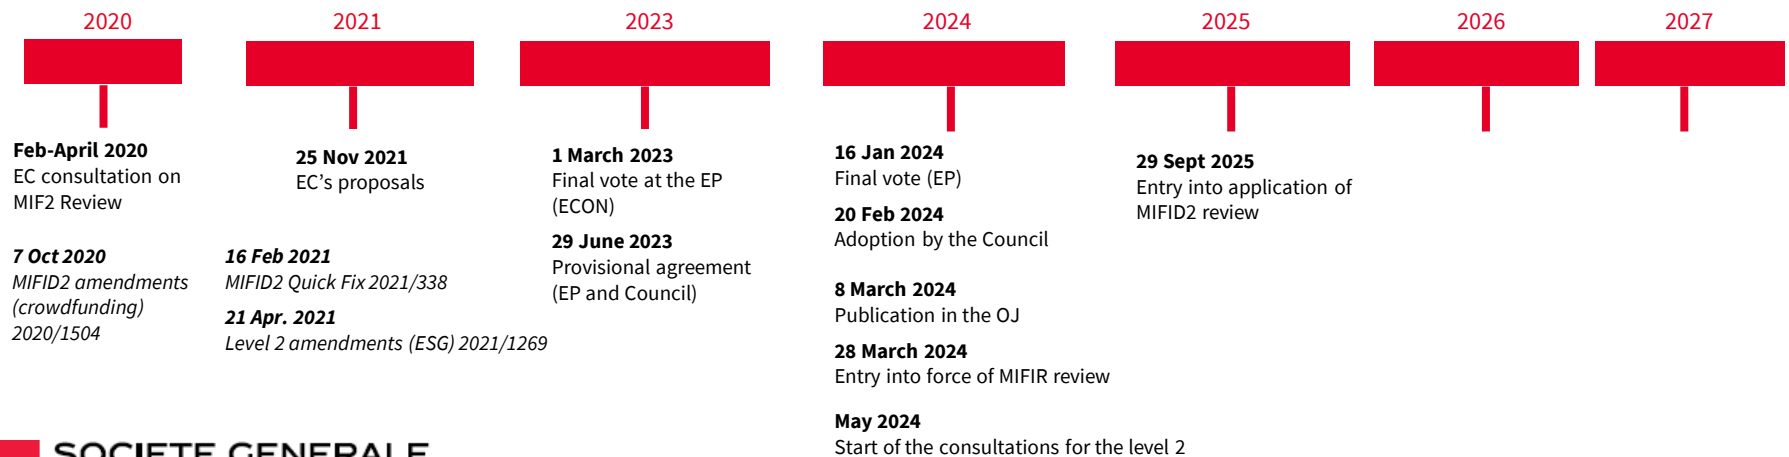 2020
2021
2023
2024
2025
2026
2027
Feb-April 2020
EC consultation on
MIF2 Review
7 Oct 2020
MIFID2 amendments
(crowdfunding)
2020/1504
25 Nov 2021
EC's proposals
16 Feb 2021
MIFID2 Quick Fix 2021/338
21 Apr. 2021
Level 2 amendments (ESG) 2021/1269
1 March 2023
Final vote at the EP
(ECON)
29 June 2023
Provisional agreement
(EP and Council)
16 Jan 2024
Final vote (EP)
20 Feb 2024
Adoption by the Council
8 March 2024
Publication in the OJ
28 March 2024
Entry into force of MIFIR review
May 2024
Start of the consultations for the level 2
29 Sept 2025
Entry into application of
MIFID2 review
SOCIETE GENERALE